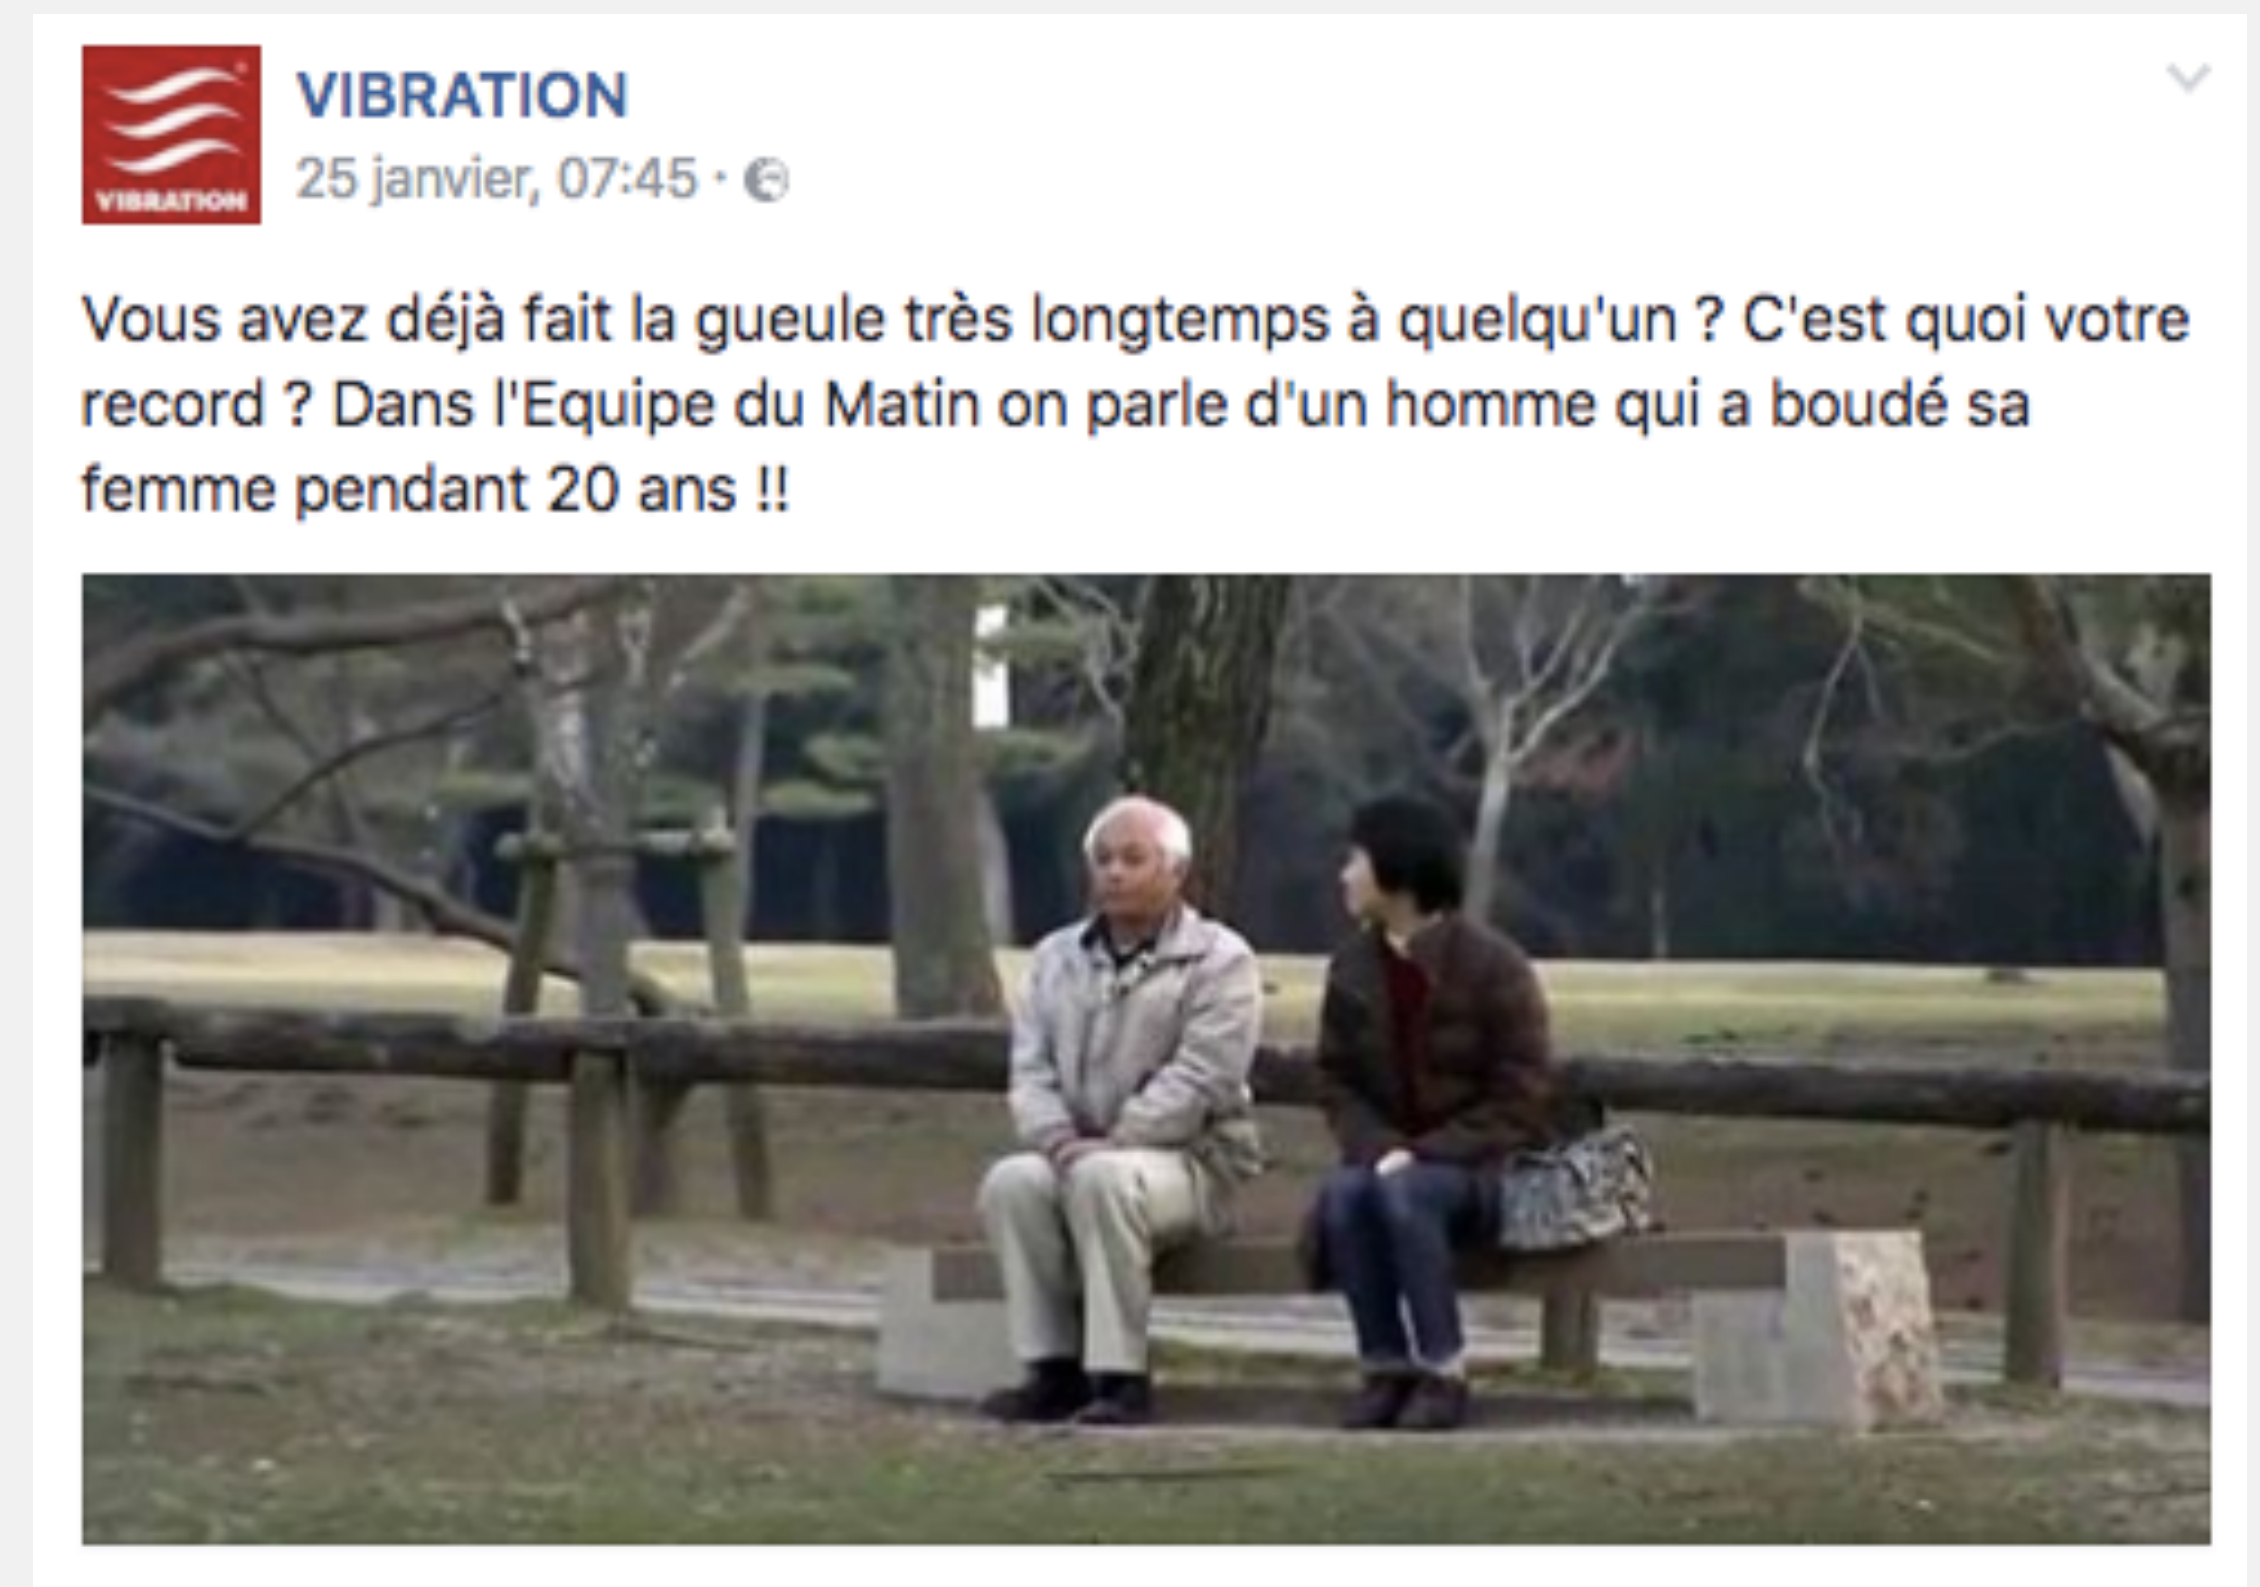 VIBRATION
VIBRATION
25 janvier, 07:45 ·
Vous avez déjà fait la gueule très longtemps à quelqu'un ? C'est quoi votre
record ? Dans l'Equipe du Matin on parle d'un homme qui a boudé sa
femme pendant 20 ans !!